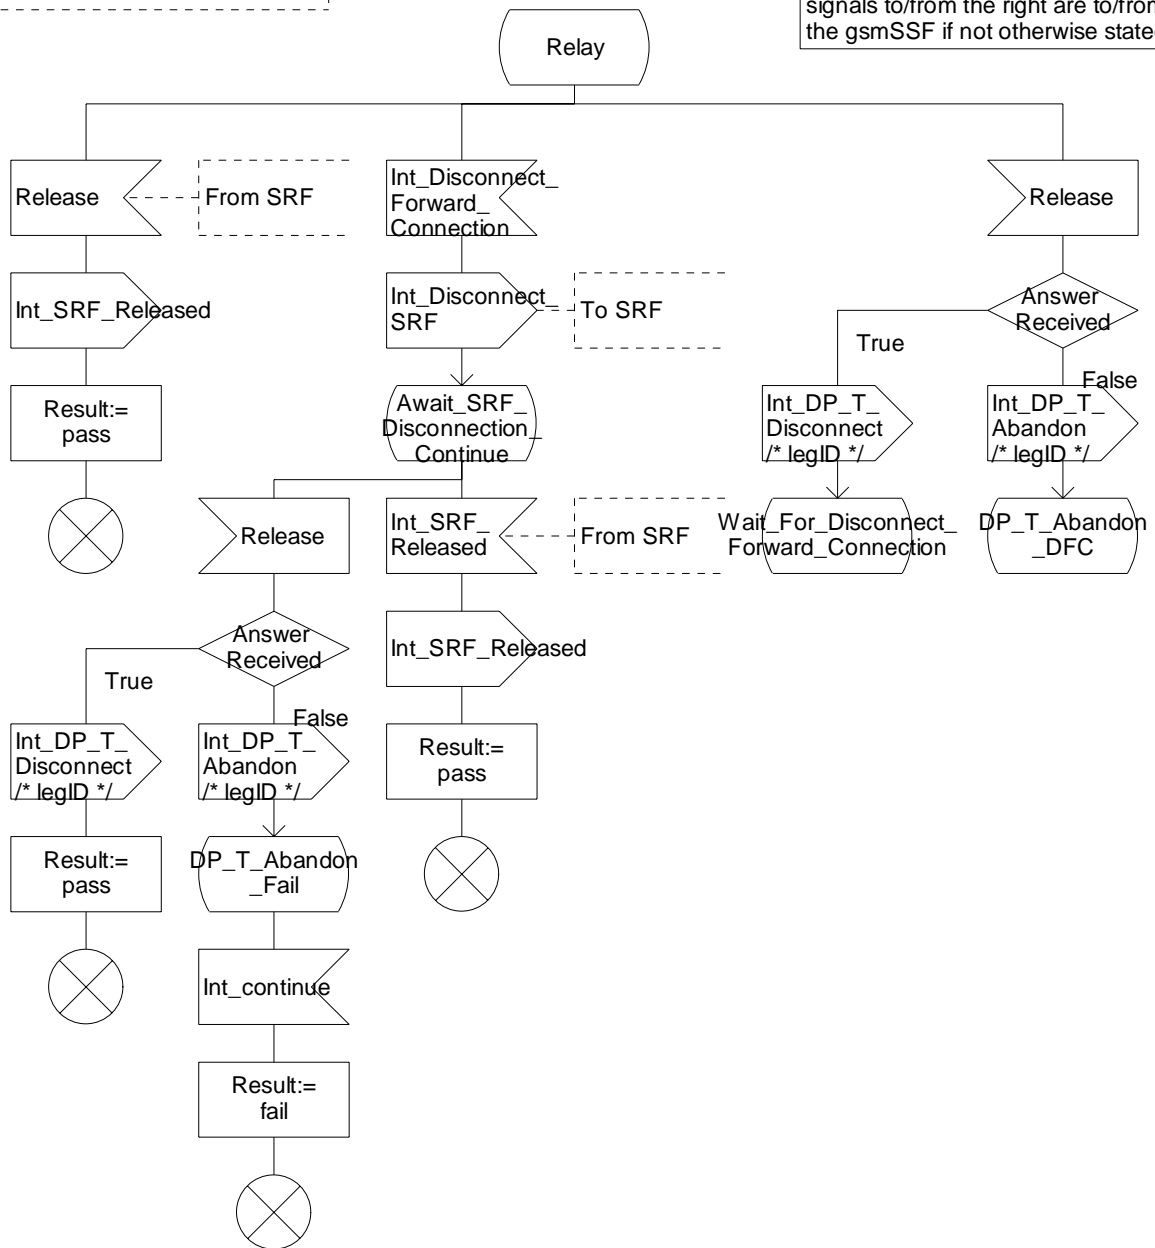 signals to/from the right are to/from
the gsmSSF if not otherwise stated
Relay
Release
From SRF
Int_Disconnect_
Forward_
Connection
Release
Int_SRF_Released
Int_Disconnect_
SRF
To SRF
Answer
Received
True
False
Result:=
pass
Await_SRF_
Disconnection_
Continue
Int_DP_T_
Disconnect
/* legID */
Int_DP_T_
Abandon
/* legID */
Release
Int_SRF_
Released
From SRF
Wait_For_Disconnect_
Forward_Connection
DP_T_Abandon
_DFC
Answer
Received
True
False
Int_SRF_Released
Int_DP_T_
Disconnect
/* legID */
Int_DP_T_
Abandon
/* legID */
Result:=
pass
Result:=
pass
DP_T_Abandon
_Fail
Int_continue
Result:=
fail